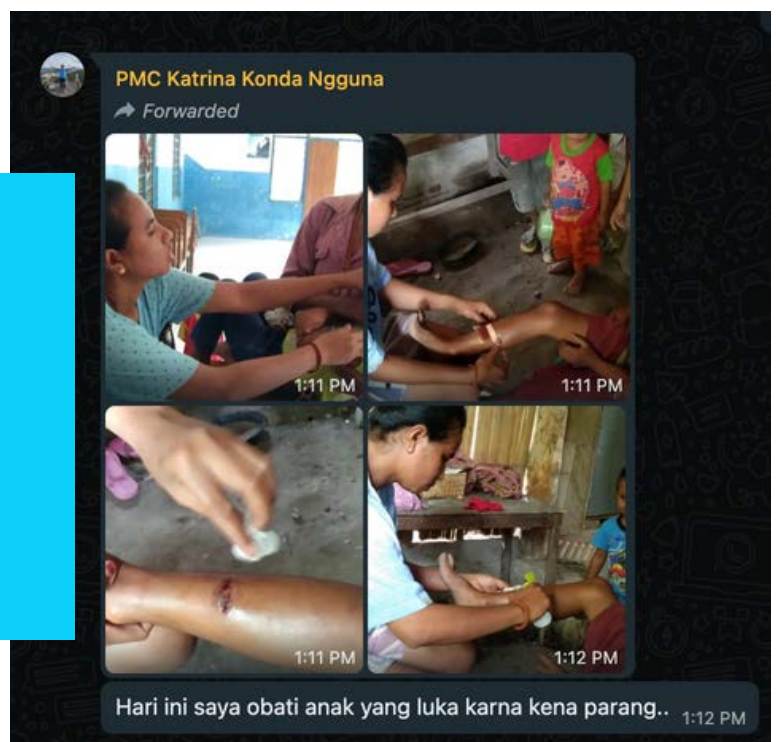 PMC Katrina Konda Ngguna
Forwarded
1:11 PM
1:11 PM
1:11 PM
1:12 PM
Hari ini saya obati anak yang luka karna kena parang.. 1:12 PM